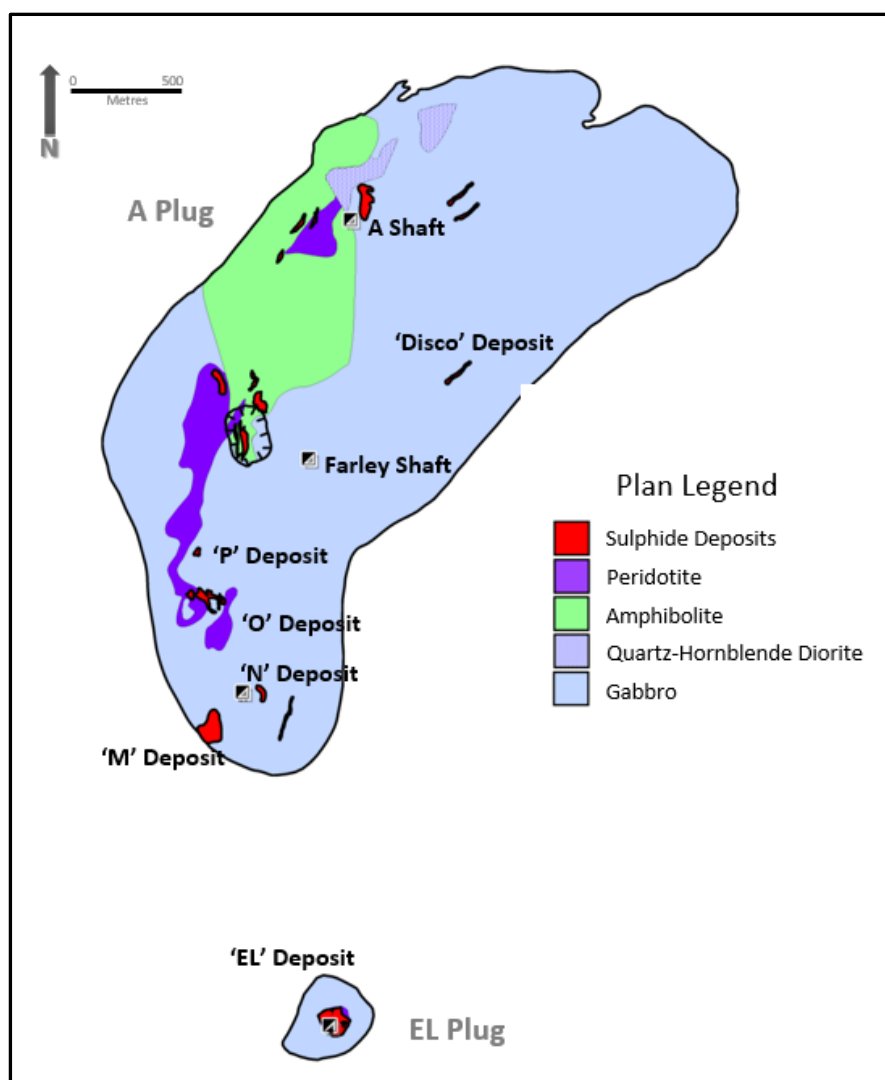 0 500
Metres
N
A Plug
A Shaft
‘Disco’ Deposit
Farley Shaft
‘P’ Deposit
‘O’ Deposit
‘N’ Deposit
‘M’ Deposit
Plan Legend
Sulphide Deposits
Peridotite
Amphibolite
Quartz-Hornblende Diorite
Gabbro
‘EL’ Deposit
EL Plug